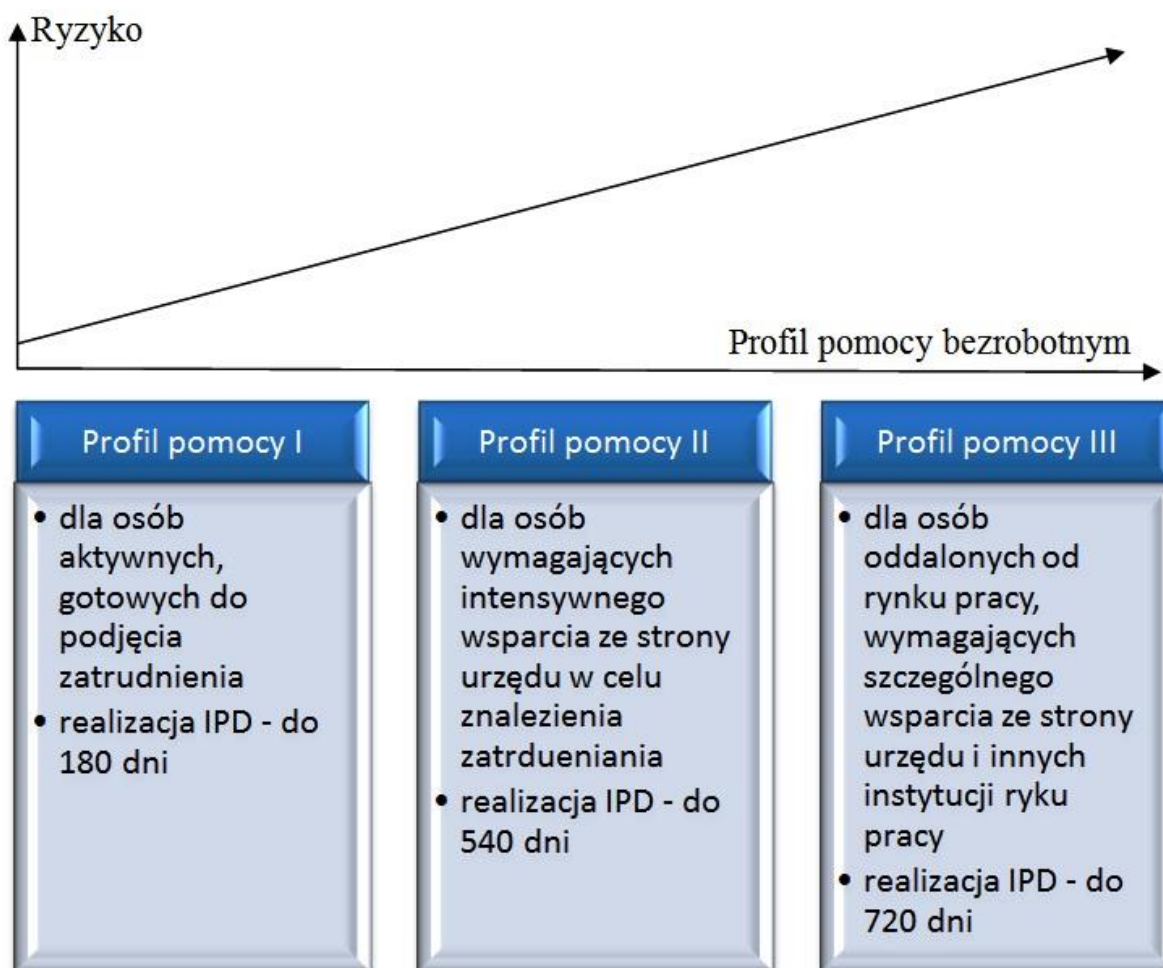 Ryzyko
Profil pomocy bezrobotnym
Profil pomocy I
• dla osób
aktywnych,
gotowych do
podjęcia
zatrudnienia
• realizacja IPD - do
180 dni
Profil pomocy II
• dla osób
wymagających
intensywnego
wsparcia ze strony
urzędu w celu
znalezienia
zatrdueniania
• realizacja IPD - do
540 dni
Profil pomocy III
• dla osób
oddalonych od
rynku pracy,
wymagających
szczególnego
wsparcia ze strony
urzędu i innych
instytucji ryku
pracy
• realizacja IPD - do
720 dni